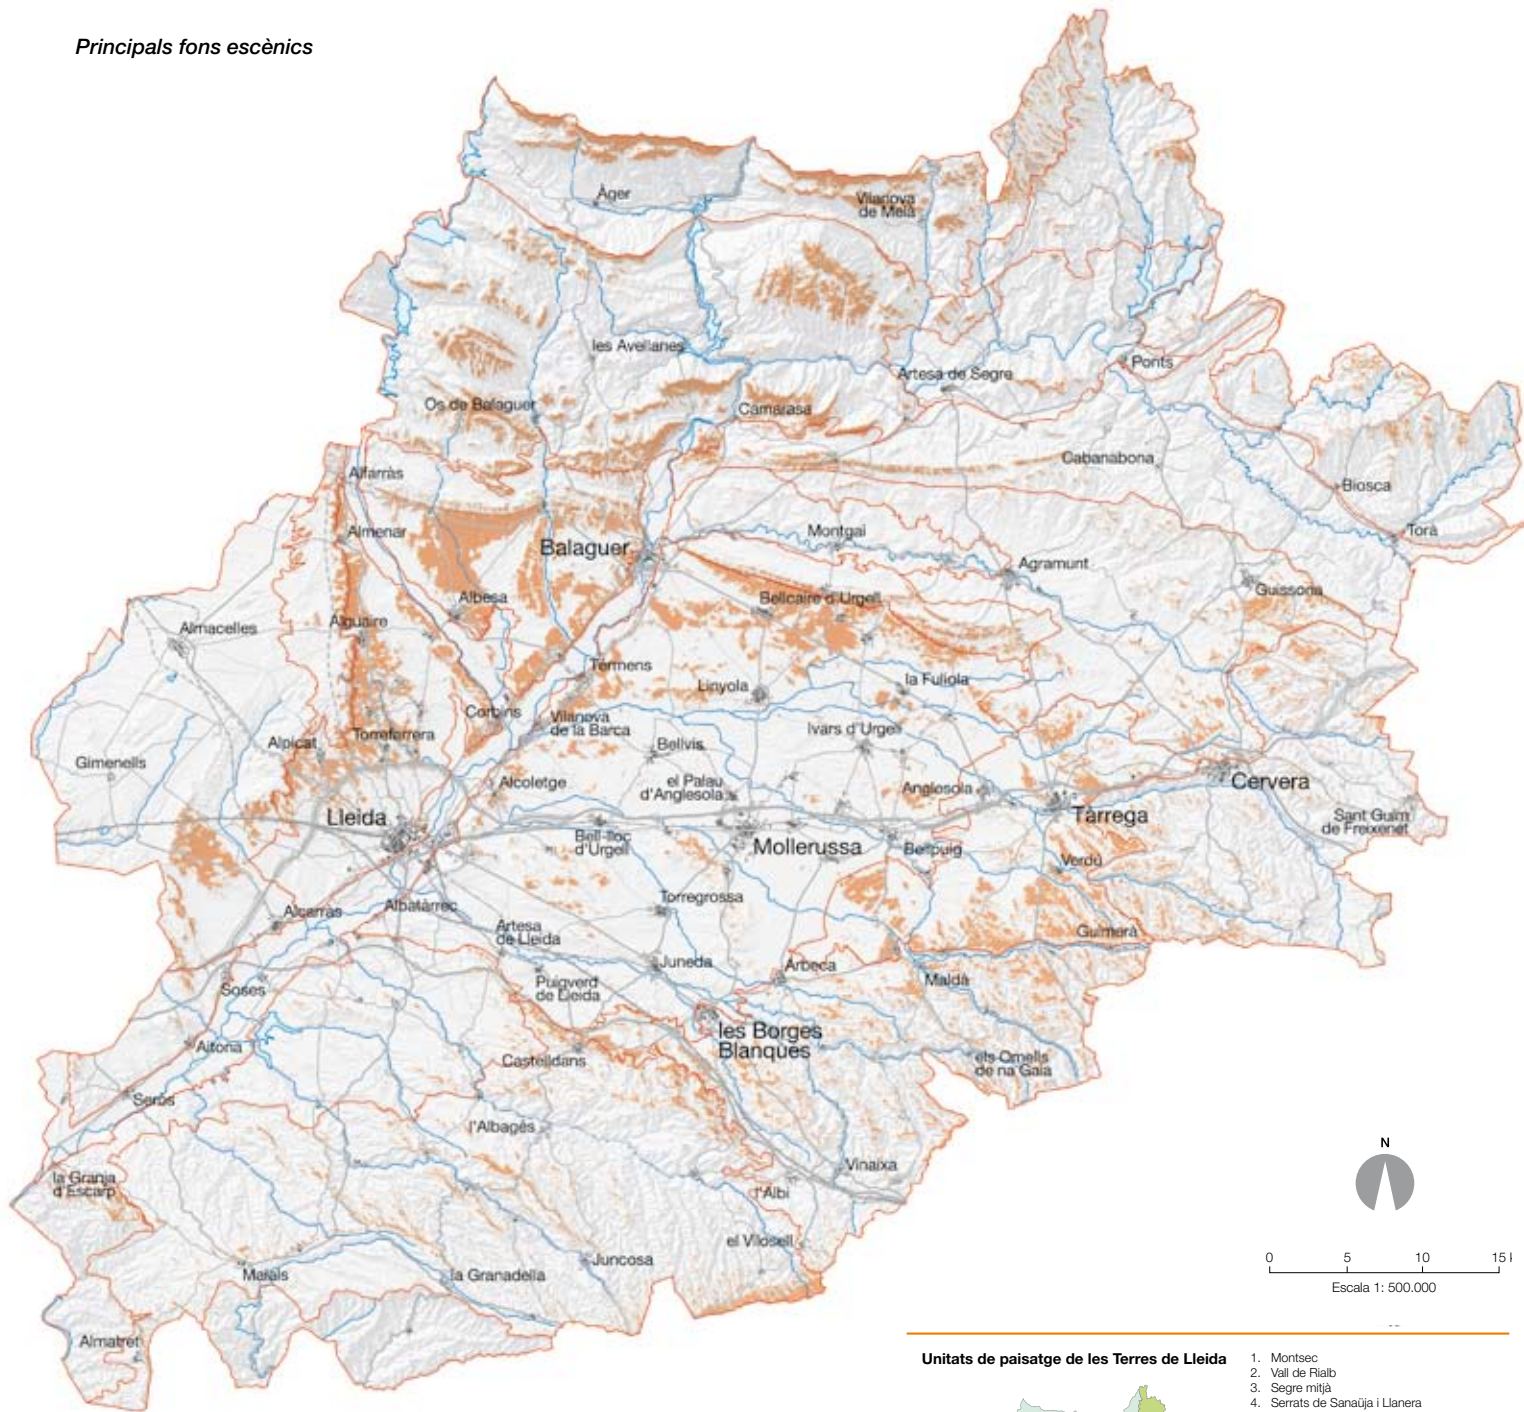 Principals fons escènics
Àger
Vilanova
de Meià
les Avellanes
Artesa de Segre
Ponts
Os de Balaguer
Camarasa
Cabanabona
Alfarràs
Biosca
Almenar
Balaguer
Montgai
Torà
Agramunt
Albesa
Bellcaire d'Urgell
Guissona
Almacelles
Alguaire
Térmens
Linyola
la Fuliola
Corbins
Vilanova
de la Barca
Ivars d'Urgell
Alpicat
Torrefarrera
Bellvís
Gimenells
Alcoletge
el Palau
d'Anglesola
Anglesola
Cervera
Lleida
Tàrrega
Sant Guim
de Freixenet
Bell-lloc
d'Urgell
Mollerussa
Bellpuig
Verdú
Alcarràs
Albatàrrec
Torregrossa
Artesa
de Lleida
Guimerà
Juneda
Arbeca
Soses
Puigverd
de Lleida
Maldà
les Borges
Blanques
Aitona
Castelldans
els Omells
de na Gaia
Seròs
l'Albagés
Vinaixa
la Granja
d'Escarp
l'Albi
el Vilosell
Juncosa
Maials
la Granadella
Almatret
N
0 5 10 15
Escala 1: 500.000
Unitats de paisatge de les Terres de Lleida
1. Montsec
2. Vall de Rialb
3. Segre mitjà
4. Serrats de Sanaüja i Llanera